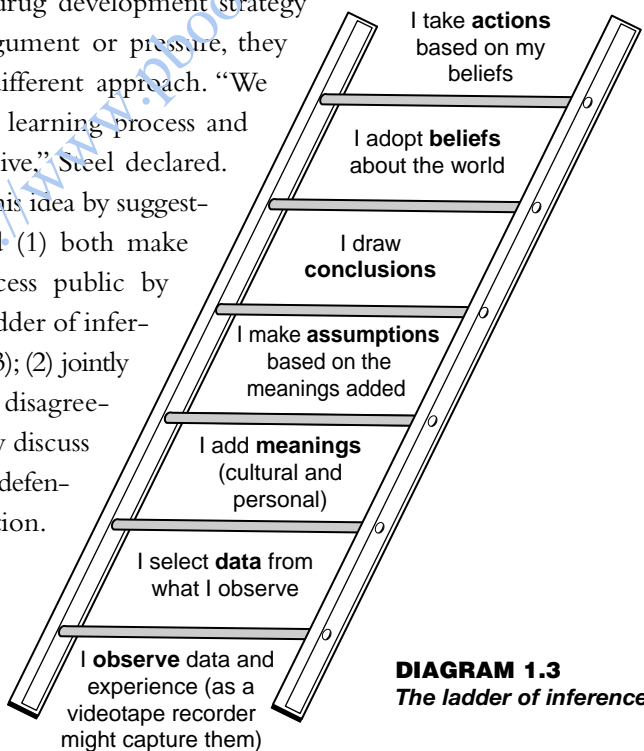 drug development strategy
gument or pressure, they
ifferent approach. “We
learning process and
ive,” Steel declared.
his idea by suggest-
(1) both make
cess public by
dder of infer-
3); (2) jointly
disagree-
y discuss
defen-
tion.
I take actions
based on my
beliefs
I adopt beliefs
about the world
I draw
conclusions
I make assumptions
based on the
meanings added
I add meanings
(cultural and
personal)
I select data from
what I observe
I observe data and
experience (as a
videotape recorder
might capture them)
DIAGRAM 1.3
The ladder of inference